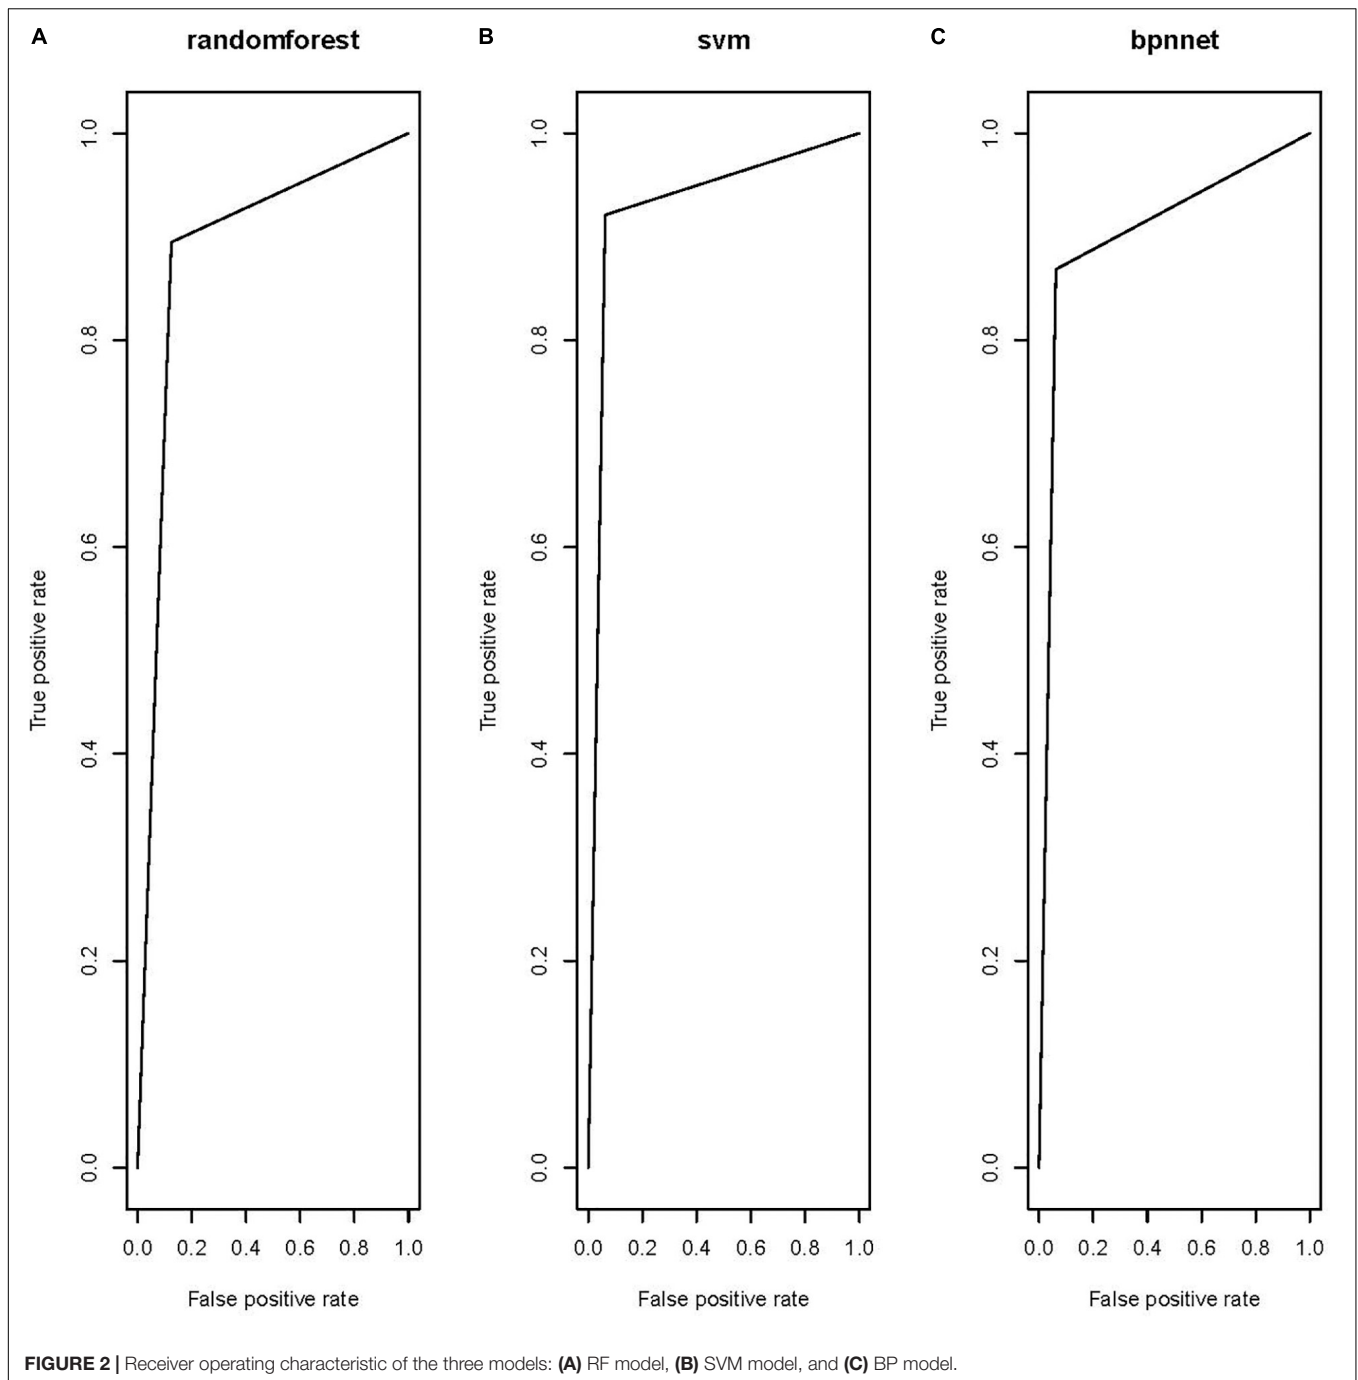 A randomforest
True positive rate
1.0
0.8
0.6
0.4
0.2
0.0
0.0 0.2 0.4 0.6 0.8 1.0
False positive rate
B svm
True positive rate
1.0
0.8
0.6
0.4
0.2
0.0
0.0 0.2 0.4 0.6 0.8 1.0
False positive rate
C bpnnet
True positive rate
1.0
0.8
0.6
0.4
0.2
0.0
0.0 0.2 0.4 0.6 0.8 1.0
False positive rate
FIGURE 2 | Receiver operating characteristic of the three models: (A) RF model, (B) SVM model, and (C) BP model.